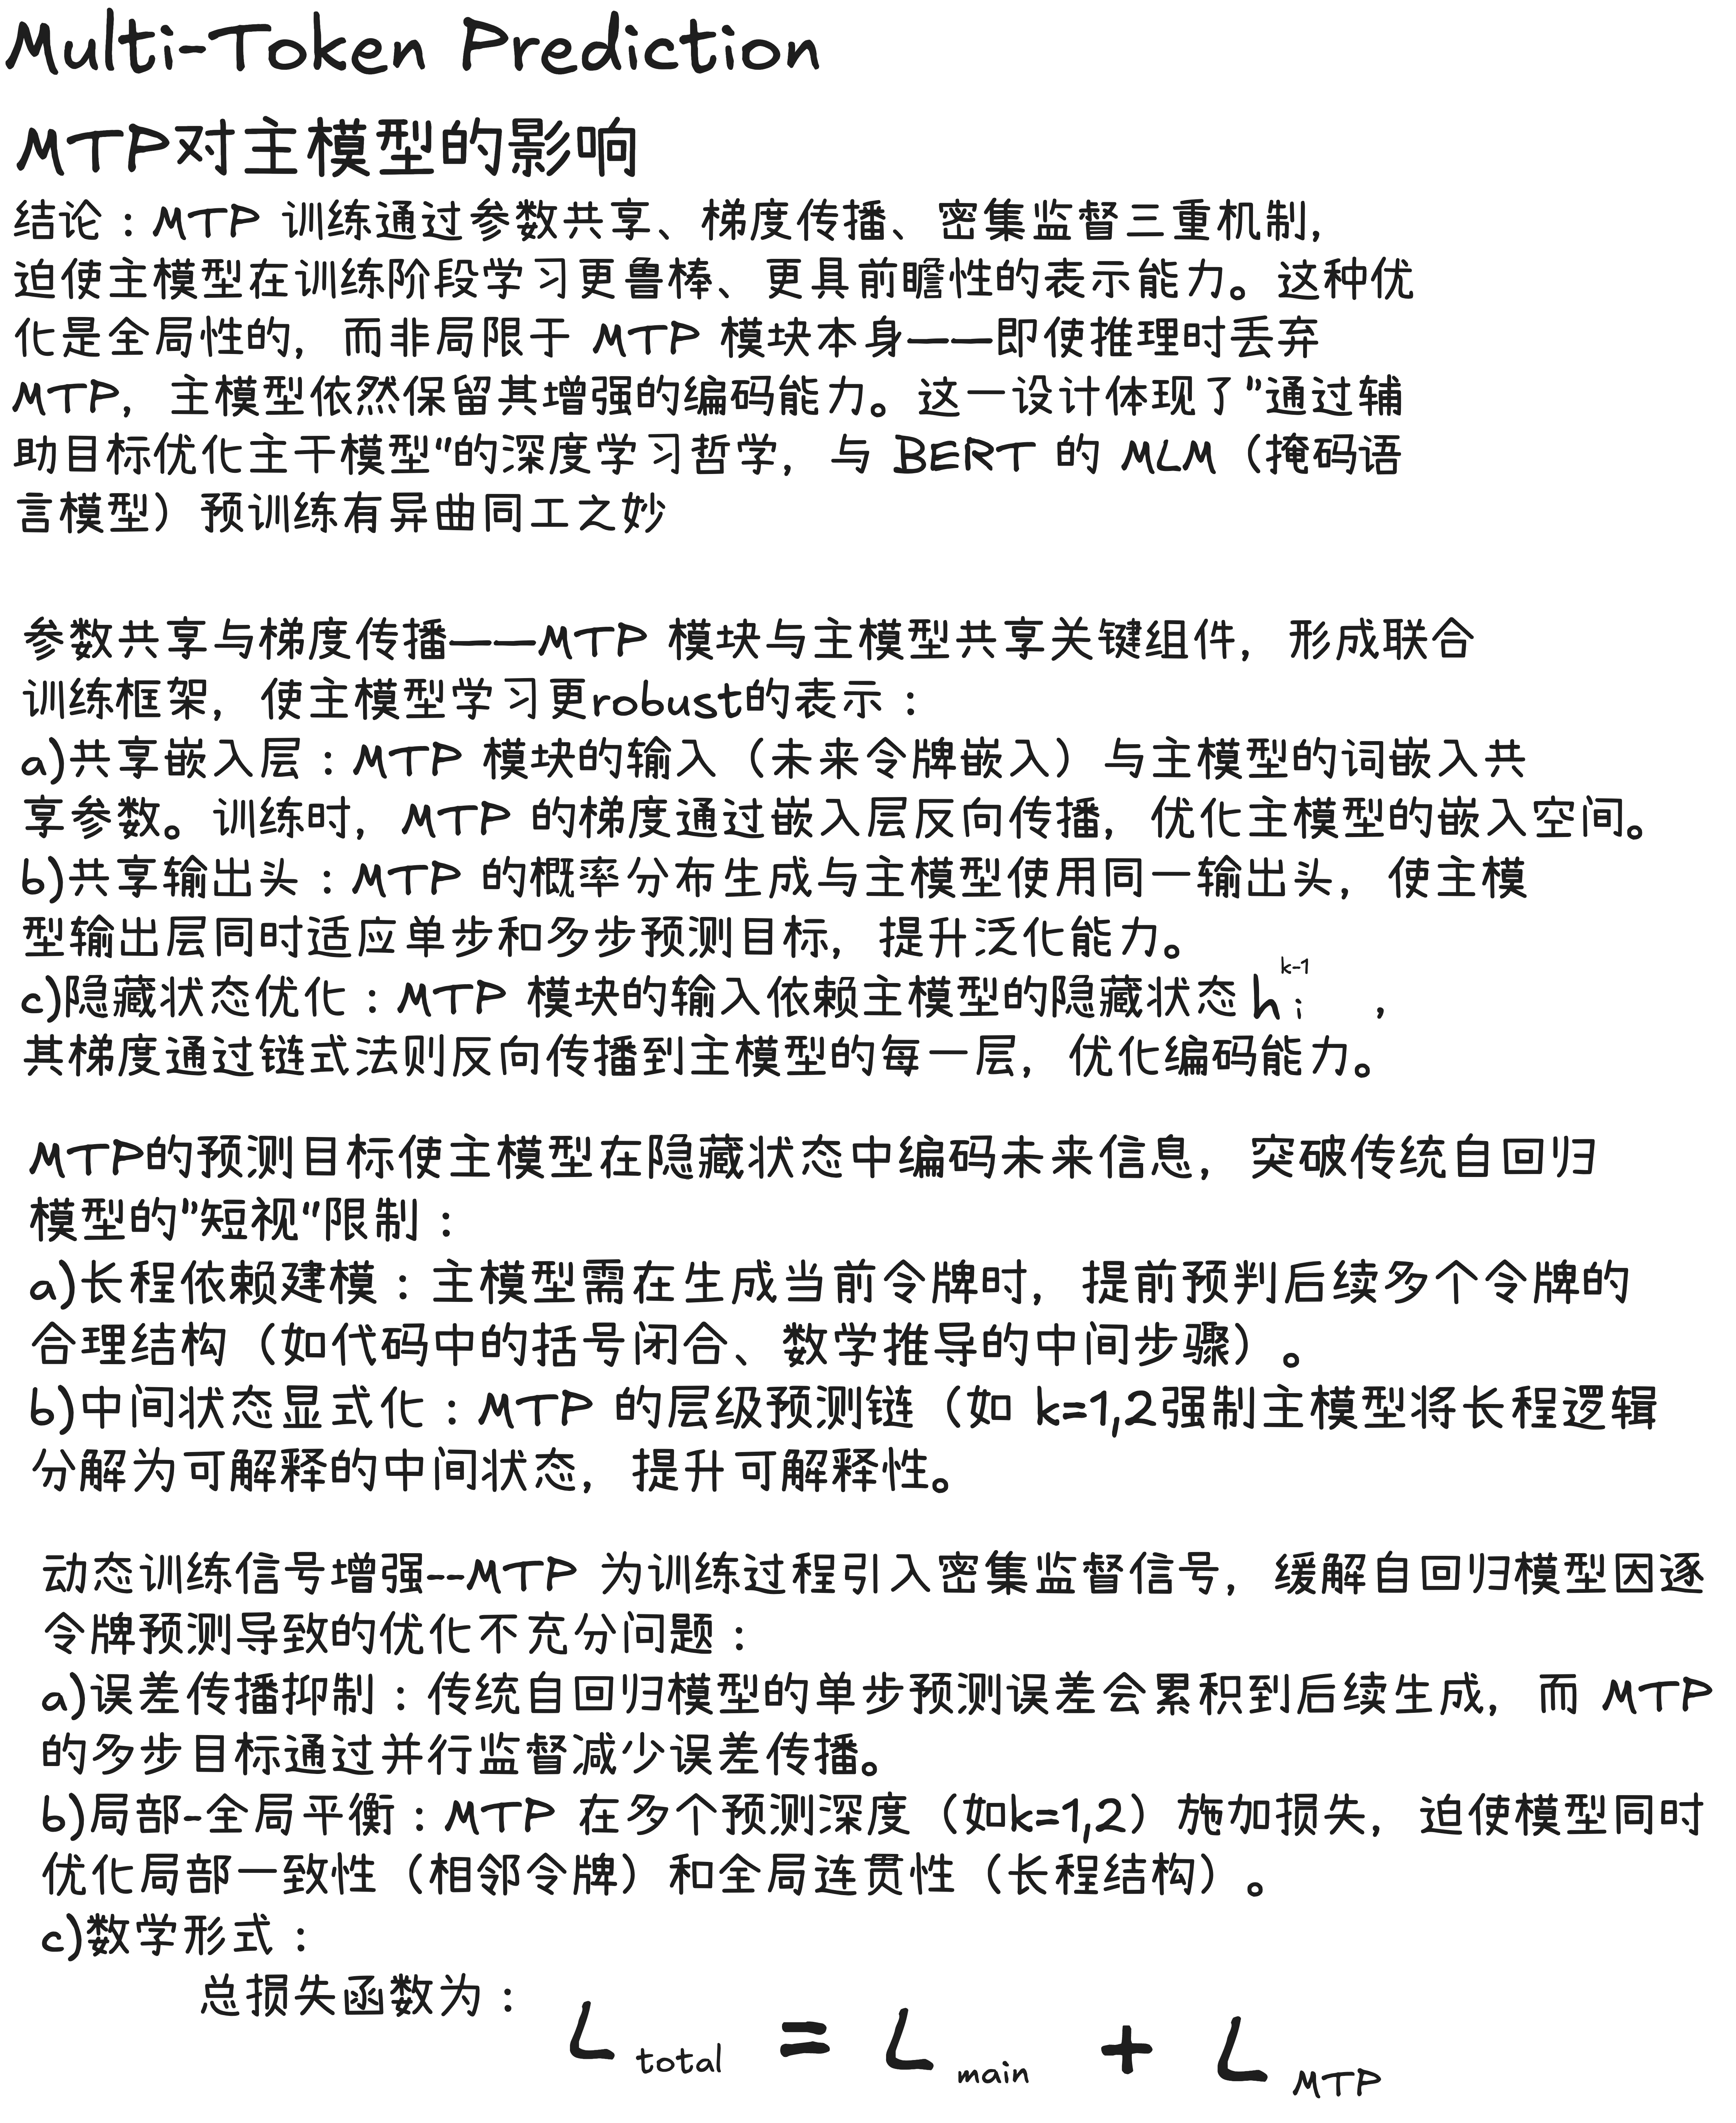 Multi-Token Prediction
MTP对主模型的影响
结论：MTP 训练通过参数共享、梯度传播、密集监督三重机制，
迫使主模型在训练阶段学习更鲁棒、更具前瞻性的表示能力。这种优
化是全局性的，而非局限于 MTP 模块本身——即使推理时丢弃
MTP，主模型依然保留其增强的编码能力。这一设计体现了”通过辅
助目标优化主干模型“的深度学习哲学，与 BERT 的 MLM（掩码语
言模型）预训练有异曲同工之妙
参数共享与梯度传播——MTP 模块与主模型共享关键组件，形成联合
训练框架，使主模型学习更robust的表示：
a)共享嵌入层：MTP 模块的输入（未来令牌嵌入）与主模型的词嵌入共
享参数。训练时，MTP 的梯度通过嵌入层反向传播，优化主模型的嵌入空间。
b)共享输出头：MTP 的概率分布生成与主模型使用同一输出头，使主模
型输出层同时适应单步和多步预测目标，提升泛化能力。
c)隐藏状态优化：MTP 模块的输入依赖主模型的隐藏状态 h i k-1 ，
其梯度通过链式法则反向传播到主模型的每一层，优化编码能力。
MTP的预测目标使主模型在隐藏状态中编码未来信息，突破传统自回归
模型的”短视“限制：
a)长程依赖建模：主模型需在生成当前令牌时，提前预判后续多个令牌的
合理结构（如代码中的括号闭合、数学推导的中间步骤）。
b)中间状态显式化：MTP 的层级预测链（如 k=1,2强制主模型将长程逻辑
分解为可解释的中间状态，提升可解释性。
动态训练信号增强--MTP 为训练过程引入密集监督信号，缓解自回归模型因逐
令牌预测导致的优化不充分问题：
a)误差传播抑制：传统自回归模型的单步预测误差会累积到后续生成，而 MTP
的多步目标通过并行监督减少误差传播。
b)局部-全局平衡：MTP 在多个预测深度（如k=1,2）施加损失，迫使模型同时
优化局部一致性（相邻令牌）和全局连贯性（长程结构）。
c)数学形式：
总损失函数为： L total = L main + L MTP